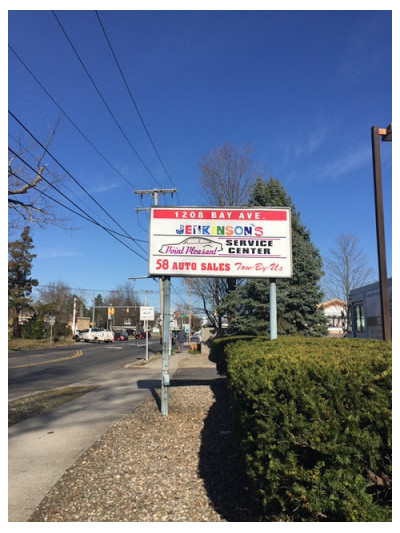 1208 BAY AVE.
JENKINSON'S
Point Pleasant SERVICE CENTER
58 AUTO SALES Tow-By-Us